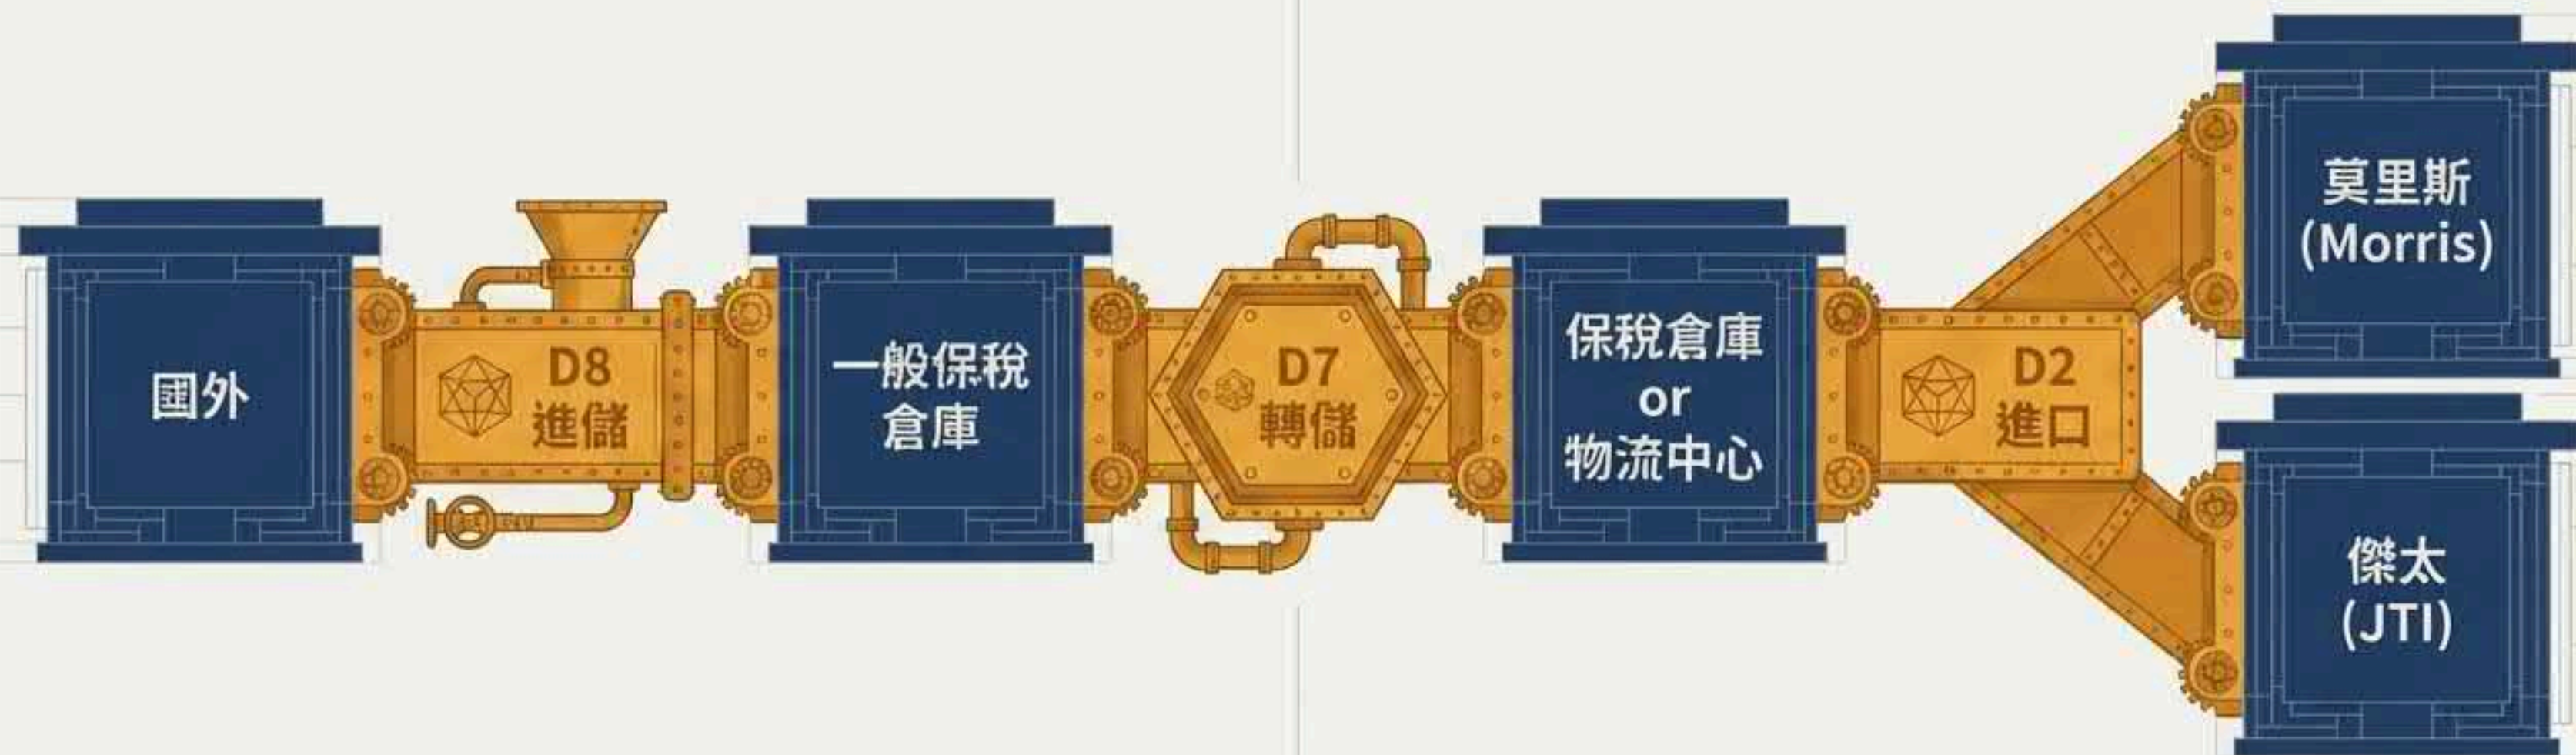 國外
D8
進儲
一般保稅
倉庫
D7
轉儲
保稅倉庫
or
物流中心
D2
進口
莫里斯
(Morris)
傑太
(JTI)